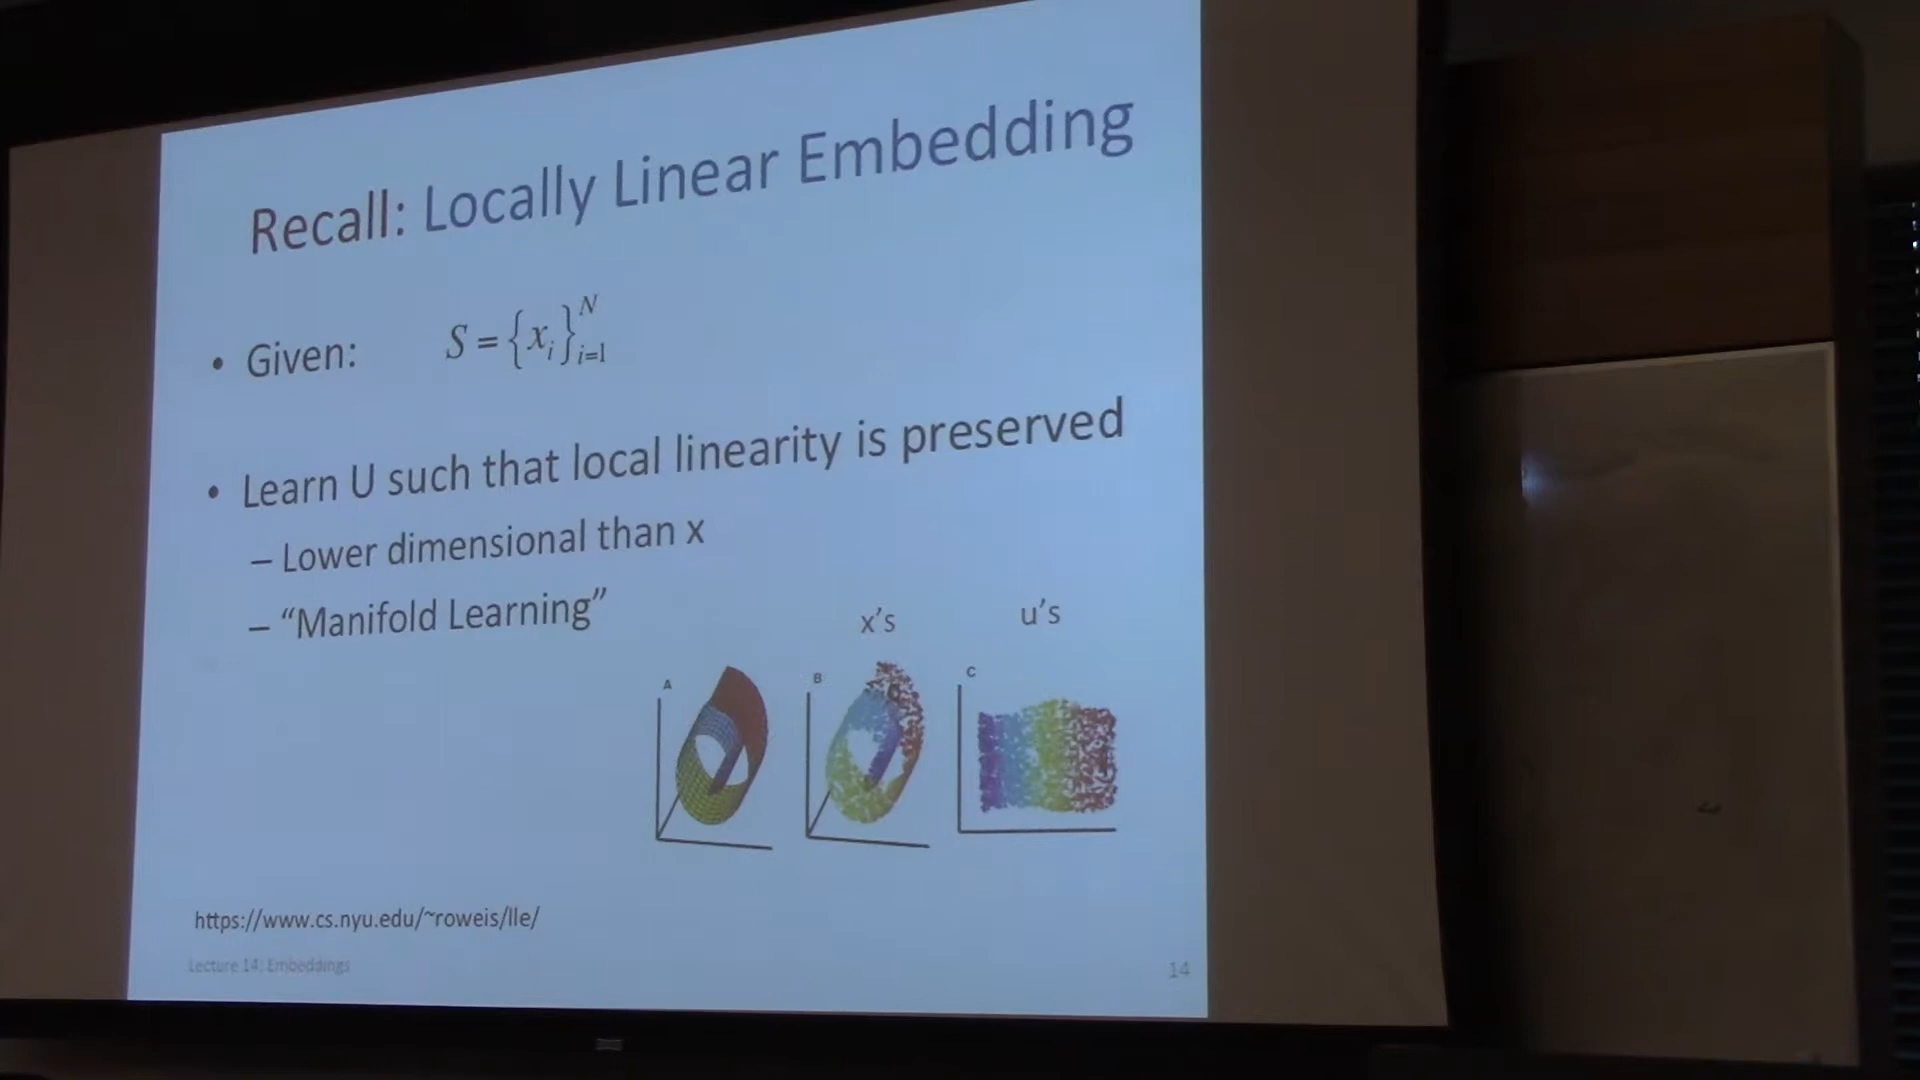 Recall: Locally Linear Embedding
• Given: S = {x_i}_{i=1}^N
• Learn U such that local linearity is preserved
– Lower dimensional than x
– “Manifold Learning”
x's u's
A B C
https://www.cs.nyu.edu/~roweis/lle/
Lecture 14: Embeddings 14